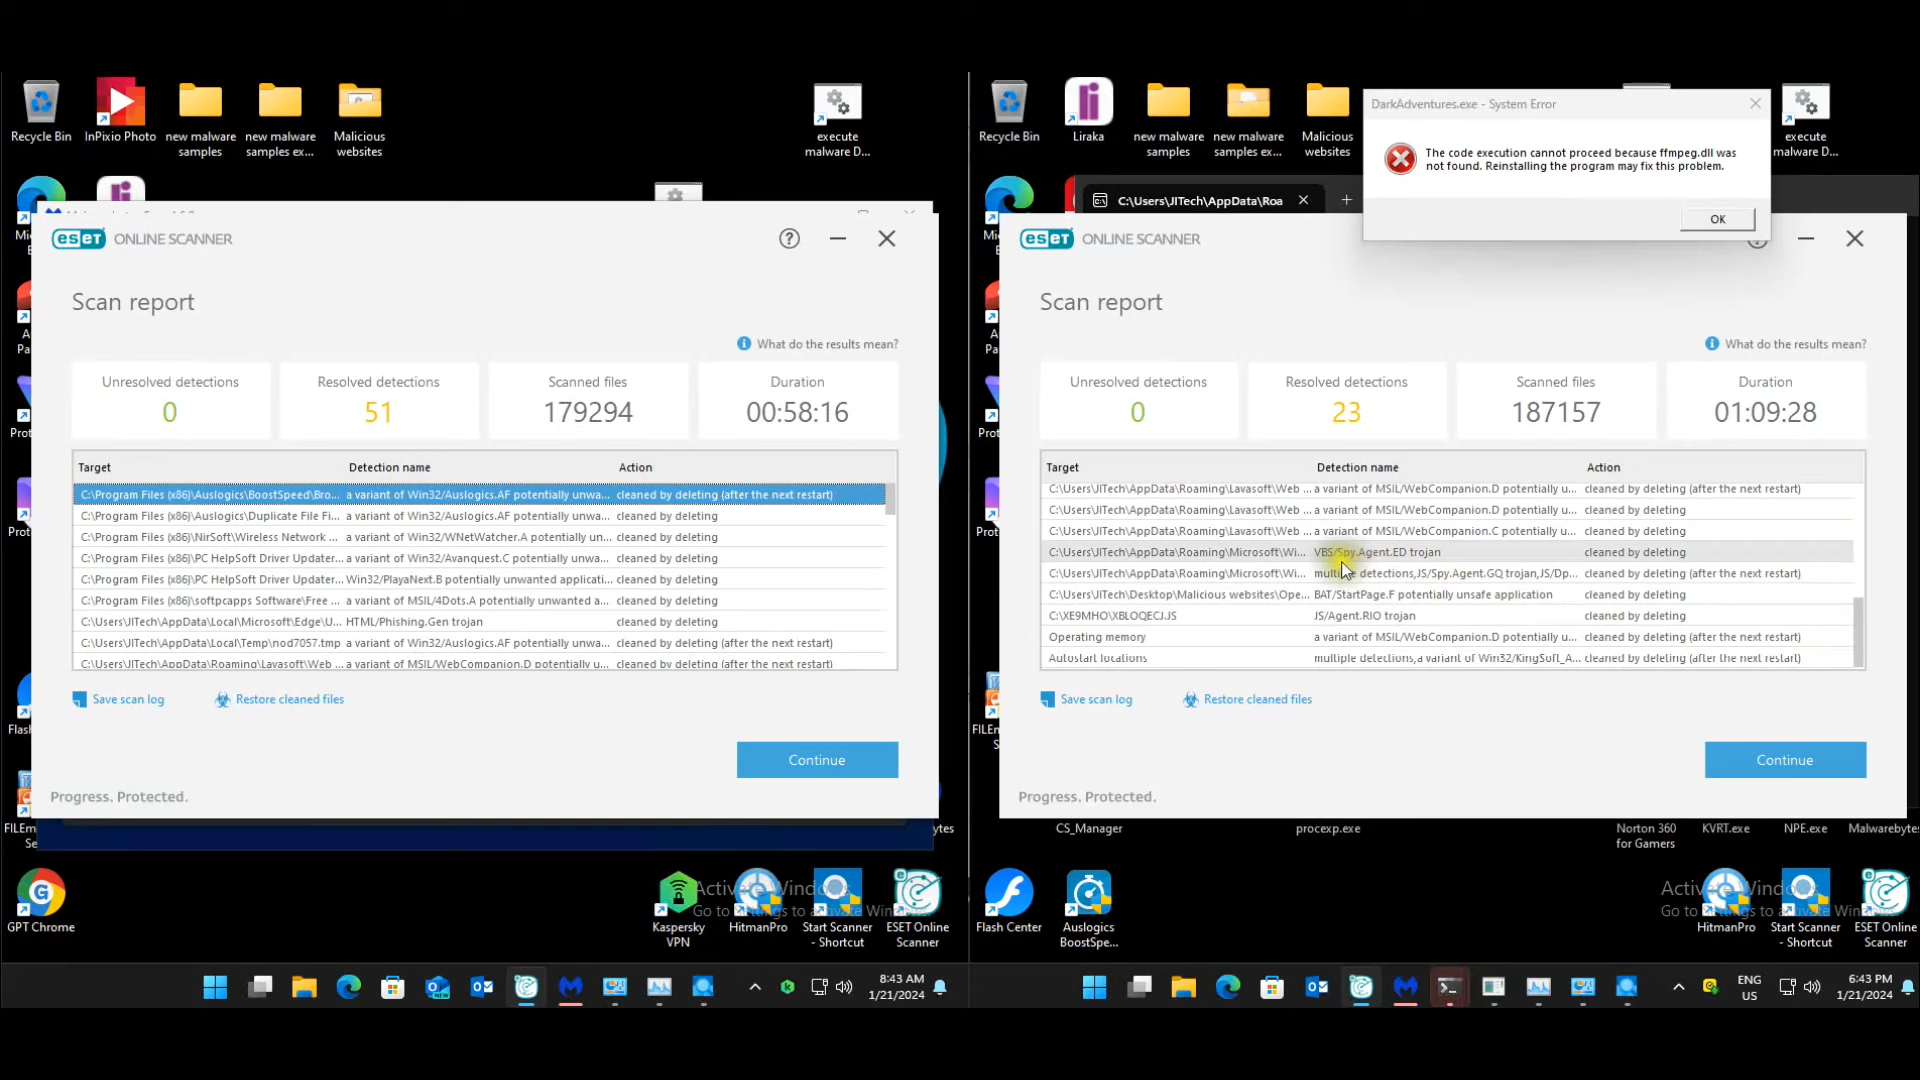 Recycle Bin
InPixio Photo
new malware
samples
new malware
samples ex...
Malicious
websites
execute
malware D...
eset ONLINE SCANNER
Scan report
What do the results mean?
Unresolved detections
0
Resolved detections
51
Scanned files
179294
Duration
00:58:16
Target Detection name Action
C:\Program Files (x86)\Auslogics\BoostSpeed\Bro... a variant of Win32/Auslogics.AF potentially unwa... cleaned by deleting (after the next restart)
C:\Program Files (x86)\Auslogics\Duplicate File Fi... a variant of Win32/Auslogics.AF potentially unwa... cleaned by deleting
C:\Program Files (x86)\NirSoft\Wireless Network ... a variant of Win32/WNetWatcher.A potentially un... cleaned by deleting
C:\Program Files (x86)\PC HelpSoft Driver Updater... a variant of Win32/Avanquest.C potentially unwa... cleaned by deleting
C:\Program Files (x86)\PC HelpSoft Driver Updater... Win32/PlayaNext.B potentially unwanted applicati... cleaned by deleting
C:\Program Files (x86)\softpcapps Software\Free ... a variant of MSIL/4Dots.A potentially unwanted a... cleaned by deleting
C:\Users\JITech\AppData\Local\Microsoft\Edge\U... HTML/Phishing.Gen trojan cleaned by deleting
C:\Users\JITech\AppData\Local\Temp\nod7057.tmp a variant of Win32/Auslogics.AF potentially unwa... cleaned by deleting (after the next restart)
C:\Users\JITech\AppData\Roaming\Lavasoft\Web ... a variant of MSIL/WebCompanion.D potentially u... cleaned by deleting (after the next restart)
Save scan log
Restore cleaned files
Continue
Progress. Protected.
GPT Chrome
Kaspersky
VPN
HitmanPro
Start Scanner
- Shortcut
ESET Online
Scanner
Activate Windows
8:43 AM
1/21/2024
Recycle Bin
Liraka
new malware
samples
new malware
samples ex...
Malicious
websites
execute
malware D...
DarkAdventures.exe - System Error
The code execution cannot proceed because ffmpeg.dll was
not found. Reinstalling the program may fix this problem.
OK
C:\Users\JITech\AppData\Roa
eset ONLINE SCANNER
Scan report
What do the results mean?
Unresolved detections
0
Resolved detections
23
Scanned files
187157
Duration
01:09:28
Target Detection name Action
C:\Users\JITech\AppData\Roaming\Lavasoft\Web ... a variant of MSIL/WebCompanion.D potentially u... cleaned by deleting (after the next restart)
C:\Users\JITech\AppData\Roaming\Lavasoft\Web ... a variant of MSIL/WebCompanion.D potentially u... cleaned by deleting
C:\Users\JITech\AppData\Roaming\Lavasoft\Web ... a variant of MSIL/WebCompanion.C potentially u... cleaned by deleting
C:\Users\JITech\AppData\Roaming\Microsoft\Wi... VBS/Spy.Agent.ED trojan cleaned by deleting
C:\Users\JITech\AppData\Roaming\Microsoft\Wi... multiple detections,JS/Spy.Agent.GQ trojan,JS/Dp... cleaned by deleting (after the next restart)
C:\Users\JITech\Desktop\Malicious websites\Ope... BAT/StartPage.F potentially unsafe application cleaned by deleting
C:\XE9MHO\XBLOQECJ.JS JS/Agent.RIO trojan cleaned by deleting
Operating memory a variant of MSIL/WebCompanion.D potentially u... cleaned by deleting (after the next restart)
Autostart locations multiple detections,a variant of Win32/KingSoft_A... cleaned by deleting (after the next restart)
Save scan log
Restore cleaned files
Continue
Progress. Protected.
CS_Manager
procexp.exe
Norton 360
for Gamers
KVRT.exe
NPE.exe
Malwarebytes
Flash Center
Auslogics
BoostSpe...
HitmanPro
Start Scanner
- Shortcut
ESET Online
Scanner
Activate Windows
ENG
US
6:43 PM
1/21/2024